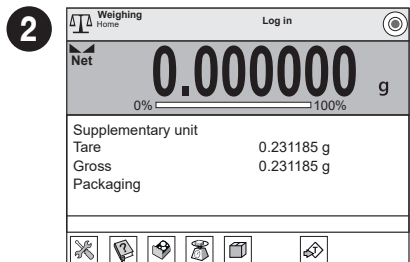 2
Weighing
Home
Log in
Net
0.000000 g
0% 100%
Supplementary unit
Tare 0.231185 g
Gross 0.231185 g
Packaging
?
T